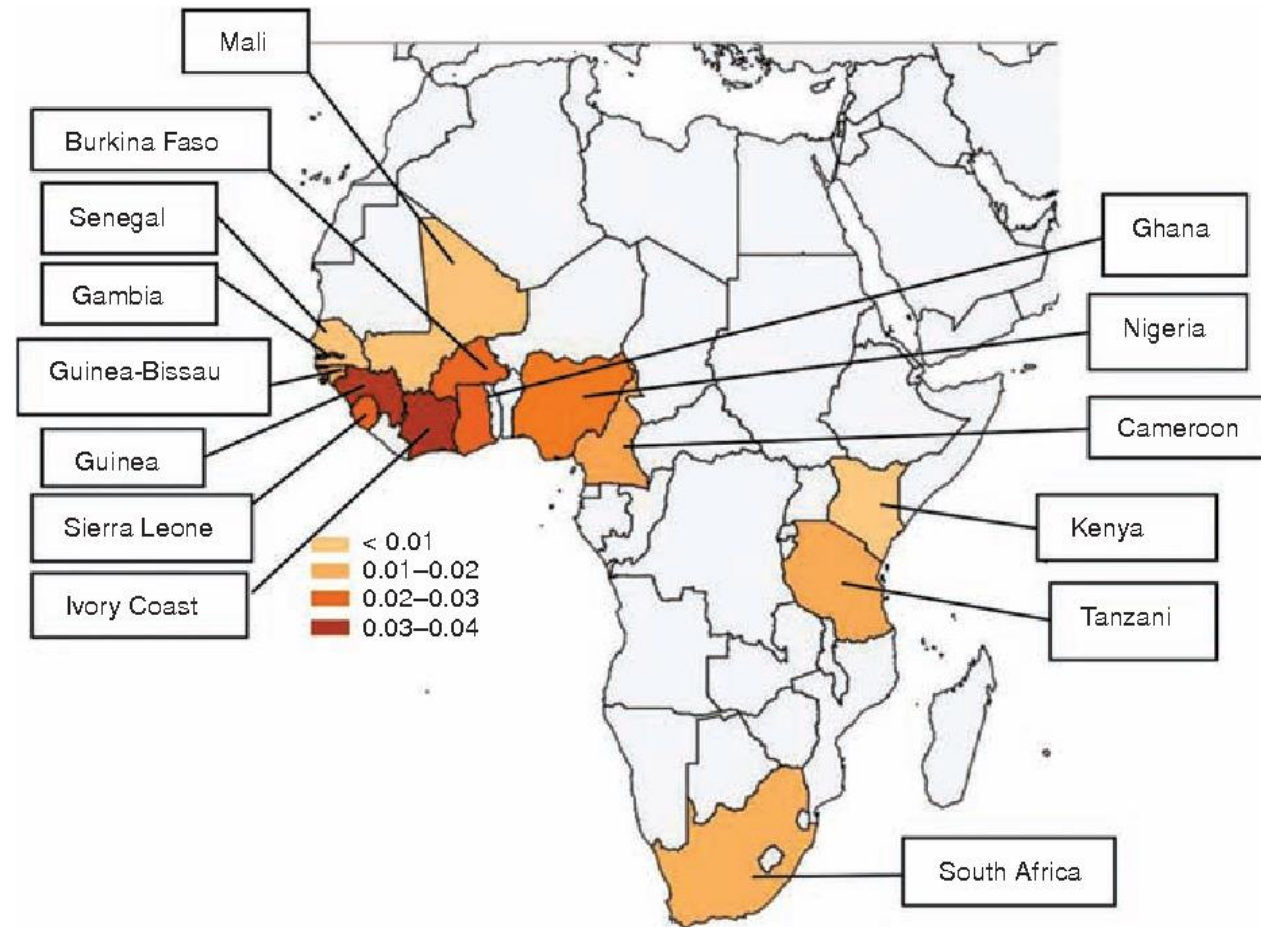 Mali
Burkina Faso
Senegal
Gambia
Guinea-Bissau
Guinea
Sierra Leone
Ivory Coast
Ghana
Nigeria
Cameroon
Kenya
Tanzani
South Africa
< 0.01
0.01–0.02
0.02–0.03
0.03–0.04